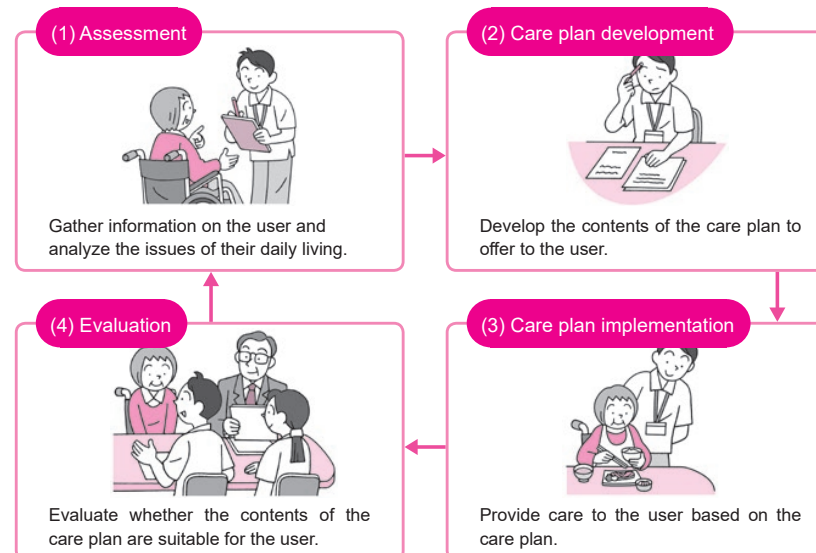 (1) Assessment
Gather information on the user and
analyze the issues of their daily living.
(2) Care plan development
Develop the contents of the care plan to
offer to the user.
(3) Care plan implementation
Provide care to the user based on the
care plan.
(4) Evaluation
Evaluate whether the contents of the
care plan are suitable for the user.